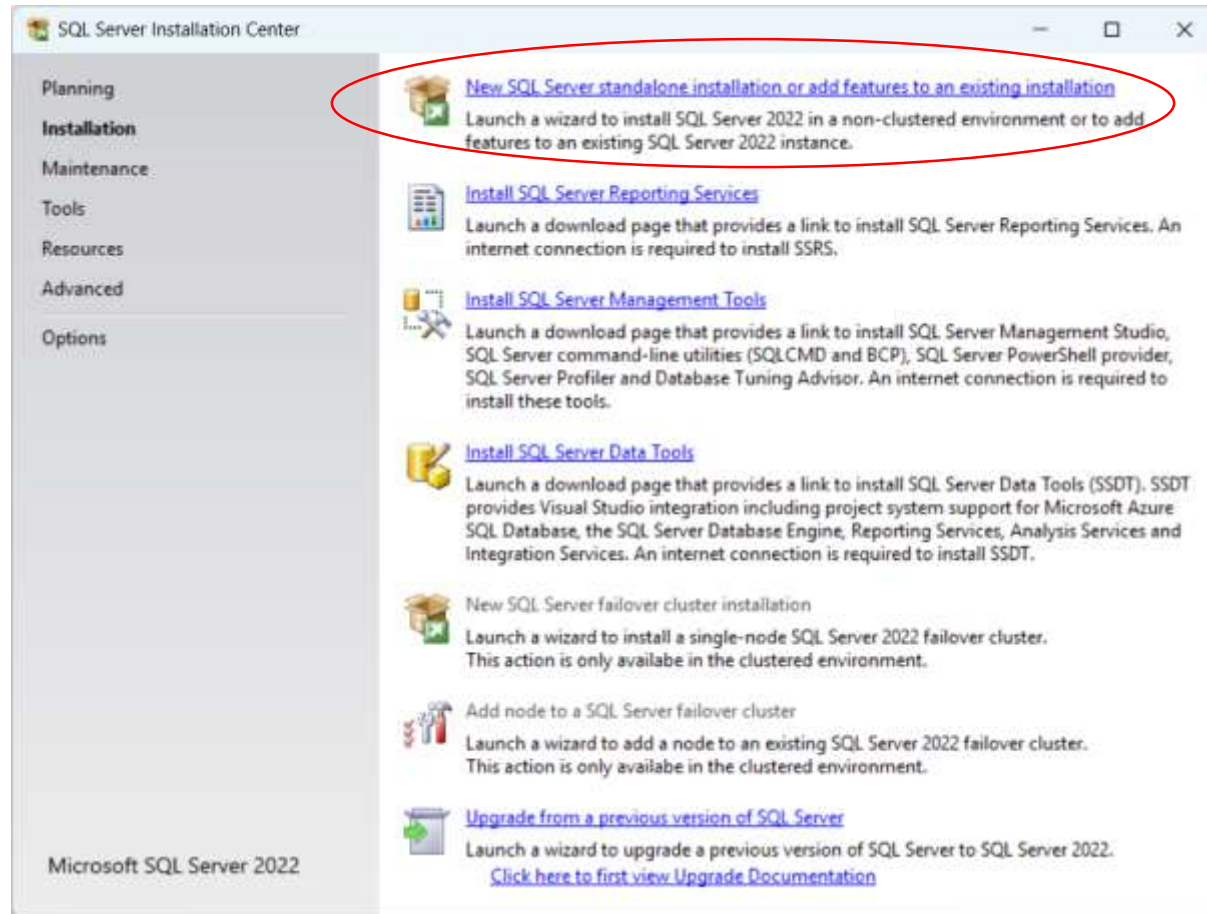 SQL Server Installation Center
Planning
Installation
Maintenance
Tools
Resources
Advanced
Options
Microsoft SQL Server 2022
New SQL Server standalone installation or add features to an existing installation
Launch a wizard to install SQL Server 2022 in a non-clustered environment or to add
features to an existing SQL Server 2022 instance.
Install SQL Server Reporting Services
Launch a download page that provides a link to install SQL Server Reporting Services. An
internet connection is required to install SSRS.
Install SQL Server Management Tools
Launch a download page that provides a link to install SQL Server Management Studio,
SQL Server command-line utilities (SQLCMD and BCP), SQL Server PowerShell provider,
SQL Server Profiler and Database Tuning Advisor. An internet connection is required to
install these tools.
Install SQL Server Data Tools
Launch a download page that provides a link to install SQL Server Data Tools (SSDT). SSDT
provides Visual Studio integration including project system support for Microsoft Azure
SQL Database, the SQL Server Database Engine, Reporting Services, Analysis Services and
Integration Services. An internet connection is required to install SSDT.
New SQL Server failover cluster installation
Launch a wizard to install a single-node SQL Server 2022 failover cluster.
This action is only availabe in the clustered environment.
Add node to a SQL Server failover cluster
Launch a wizard to add a node to an existing SQL Server 2022 failover cluster.
This action is only availabe in the clustered environment.
Upgrade from a previous version of SQL Server
Launch a wizard to upgrade a previous version of SQL Server to SQL Server 2022.
Click here to first view Upgrade Documentation